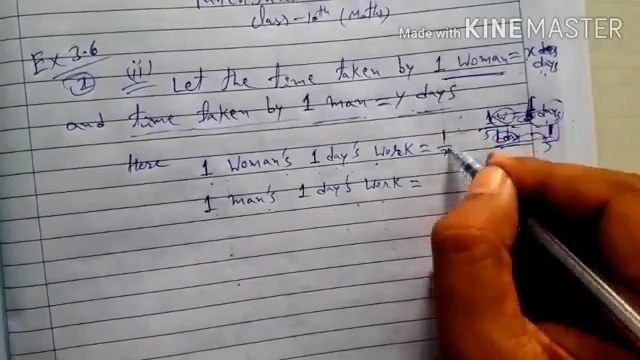 Made with KINEMASTER
Class-10th (Maths)
Ex 3.6
(ii) Let the time taken by 1 woman = x days
and time taken by 1 man = y days
Here 1 Woman's 1 day's work = 1
1 man's 1 day's work =